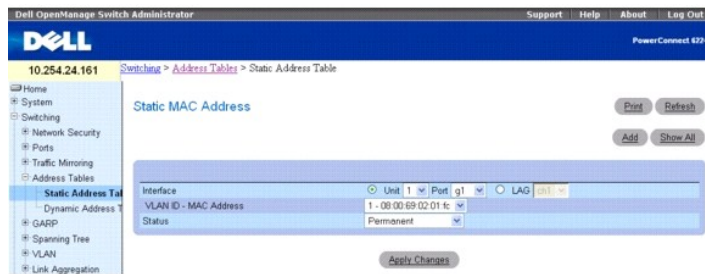 Dell OpenManage Switch Administrator Support Help About Log Out
DELL
PowerConnect 622
10.254.24.161
Switching > Address Tables > Static Address Table
Home
System
Switching
Network Security
Ports
Traffic Mirroring
Address Tables
Static Address Tal
Dynamic Address T
GARP
Spanning Tree
VLAN
Link Aggregation
Static MAC Address
Print Refresh
Add Show All
Interface Unit 1 Port g1 LAG ch1
VLAN ID - MAC Address 1 - 08:00:69:02:01:fc
Status Permanent
Apply Changes